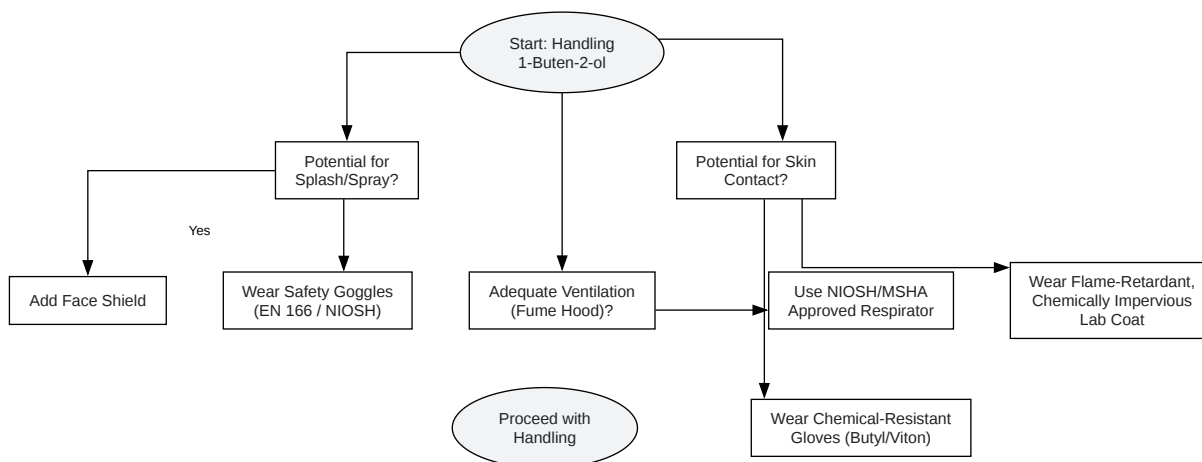 Start: Handling
1-Buten-2-ol
Potential for
Splash/Spray?
Potential for Skin
Contact?
Yes
Add Face Shield
Wear Safety Goggles
(EN 166 / NIOSH)
Adequate Ventilation
(Fume Hood)?
Use NIOSH/MSHA
Approved Respirator
Wear Flame-Retardant,
Chemically Impervious
Lab Coat
Proceed with
Handling
Wear Chemical-Resistant
Gloves (Butyl/Viton)